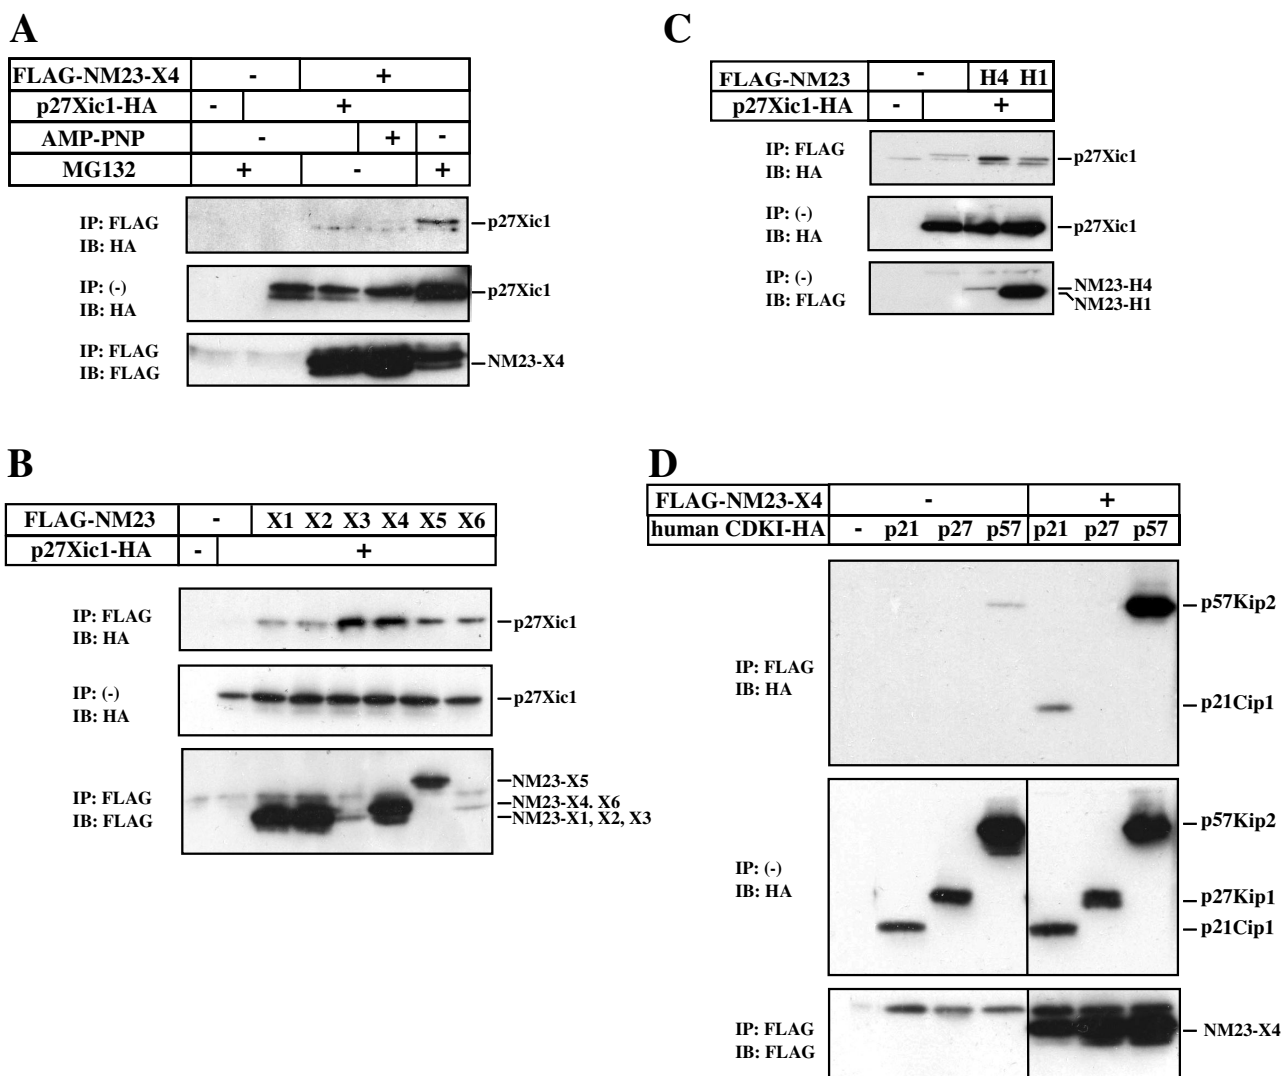 A
FLAG-NM23-X4 - +
p27Xic1-HA - +
AMP-PNP - + -
MG132 + - +
IP: FLAG
IB: HA
p27Xic1
IP: (-)
IB: HA
p27Xic1
IP: FLAG
IB: FLAG
NM23-X4
B
FLAG-NM23 - X1 X2 X3 X4 X5 X6
p27Xic1-HA - +
IP: FLAG
IB: HA
p27Xic1
IP: (-)
IB: HA
p27Xic1
IP: FLAG
IB: FLAG
NM23-X5
NM23-X4. X6
NM23-X1, X2, X3
C
FLAG-NM23 - H4 H1
p27Xic1-HA - +
IP: FLAG
IB: HA
p27Xic1
IP: (-)
IB: HA
p27Xic1
IP: (-)
IB: FLAG
NM23-H4
NM23-H1
D
FLAG-NM23-X4 - +
human CDKI-HA - p21 p27 p57 p21 p27 p57
IP: FLAG
IB: HA
p57Kip2
p21Cip1
IP: (-)
IB: HA
p57Kip2
p27Kip1
p21Cip1
IP: FLAG
IB: FLAG
NM23-X4